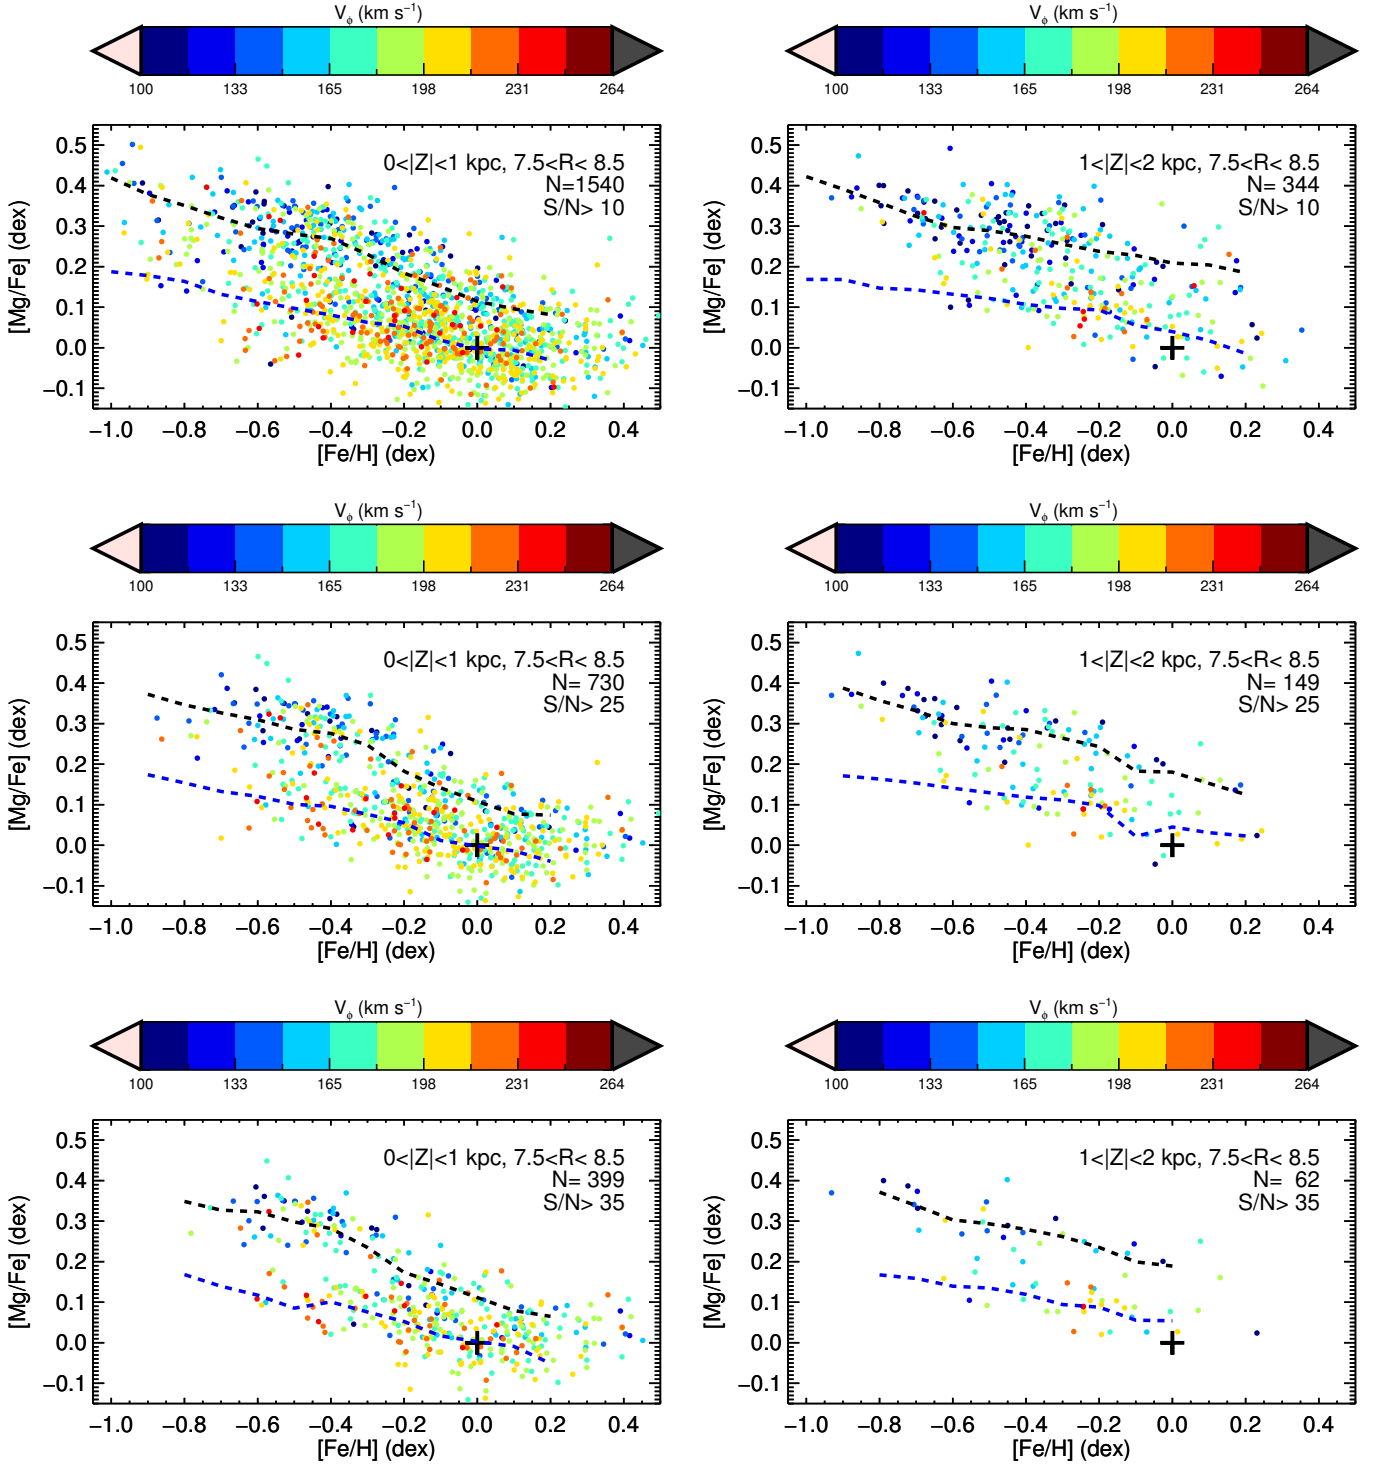 V_ϕ (km s⁻¹)
100 133 165 198 231 264
0.5
0.4
0.3
0.2
0.1
0.0
−0.1
[Mg/Fe] (dex)
0<|Z|<1 kpc, 7.5<R< 8.5
N=1540
S/N> 10
−1.0 −0.8 −0.6 −0.4 −0.2 0.0 0.2 0.4
[Fe/H] (dex)
V_ϕ (km s⁻¹)
100 133 165 198 231 264
0.5
0.4
0.3
0.2
0.1
0.0
−0.1
[Mg/Fe] (dex)
1<|Z|<2 kpc, 7.5<R< 8.5
N= 344
S/N> 10
−1.0 −0.8 −0.6 −0.4 −0.2 0.0 0.2 0.4
[Fe/H] (dex)
V_ϕ (km s⁻¹)
100 133 165 198 231 264
0.5
0.4
0.3
0.2
0.1
0.0
−0.1
[Mg/Fe] (dex)
0<|Z|<1 kpc, 7.5<R< 8.5
N= 730
S/N> 25
−1.0 −0.8 −0.6 −0.4 −0.2 0.0 0.2 0.4
[Fe/H] (dex)
V_ϕ (km s⁻¹)
100 133 165 198 231 264
0.5
0.4
0.3
0.2
0.1
0.0
−0.1
[Mg/Fe] (dex)
1<|Z|<2 kpc, 7.5<R< 8.5
N= 149
S/N> 25
−1.0 −0.8 −0.6 −0.4 −0.2 0.0 0.2 0.4
[Fe/H] (dex)
V_ϕ (km s⁻¹)
100 133 165 198 231 264
0.5
0.4
0.3
0.2
0.1
0.0
−0.1
[Mg/Fe] (dex)
0<|Z|<1 kpc, 7.5<R< 8.5
N= 399
S/N> 35
−1.0 −0.8 −0.6 −0.4 −0.2 0.0 0.2 0.4
[Fe/H] (dex)
V_ϕ (km s⁻¹)
100 133 165 198 231 264
0.5
0.4
0.3
0.2
0.1
0.0
−0.1
[Mg/Fe] (dex)
1<|Z|<2 kpc, 7.5<R< 8.5
N= 62
S/N> 35
−1.0 −0.8 −0.6 −0.4 −0.2 0.0 0.2 0.4
[Fe/H] (dex)